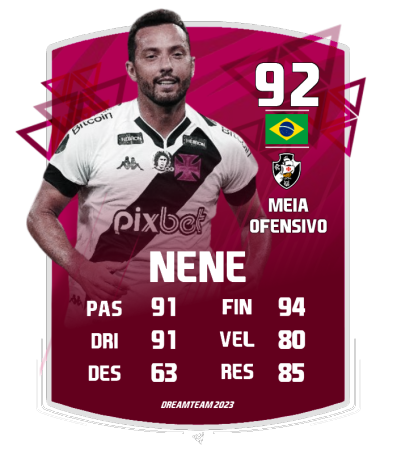 92
Bitcoin
Bitcoin
pixbet
MEIA
OFENSIVO
NENE
PAS 91 FIN 94
DRI 91 VEL 80
DES 63 RES 85
DREAMTEAM 2023